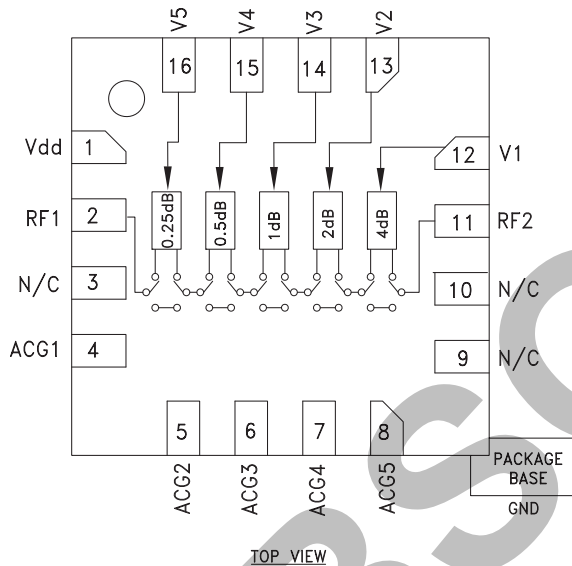 V5
V4
V3
V2
16
15
14
13
Vdd
1
12
V1
RF1
2
0.25dB
0.5dB
1dB
2dB
4dB
11
RF2
N/C
3
10
N/C
ACG1
4
9
N/C
5
6
7
8
ACG2
ACG3
ACG4
ACG5
PACKAGE
BASE
GND
TOP VIEW